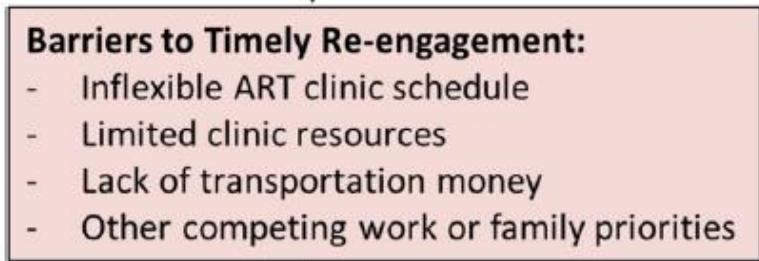 Barriers to Timely Re-engagement:
- Inflexible ART clinic schedule
- Limited clinic resources
- Lack of transportation money
- Other competing work or family priorities